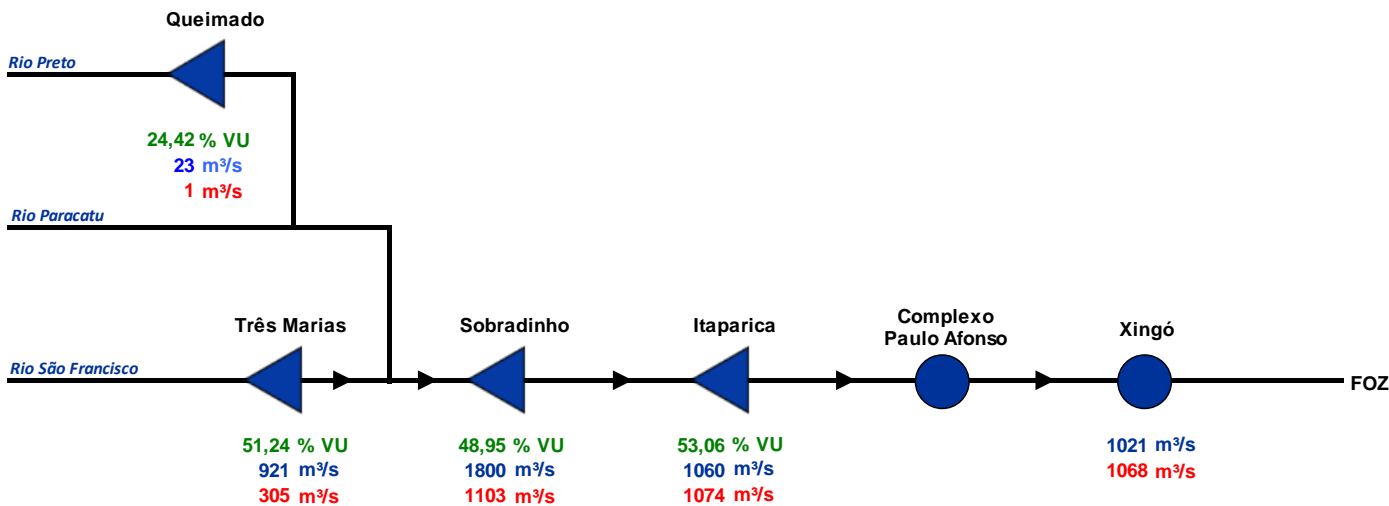 Queimado
Rio Preto
24,42 % VU
23 m³/s
1 m³/s
Rio Paracatu
Três Marias
Sobradinho
Itaparica
Complexo
Paulo Afonso
Xingó
Rio São Francisco
FOZ
51,24 % VU
921 m³/s
305 m³/s
48,95 % VU
1800 m³/s
1103 m³/s
53,06 % VU
1060 m³/s
1074 m³/s
1021 m³/s
1068 m³/s